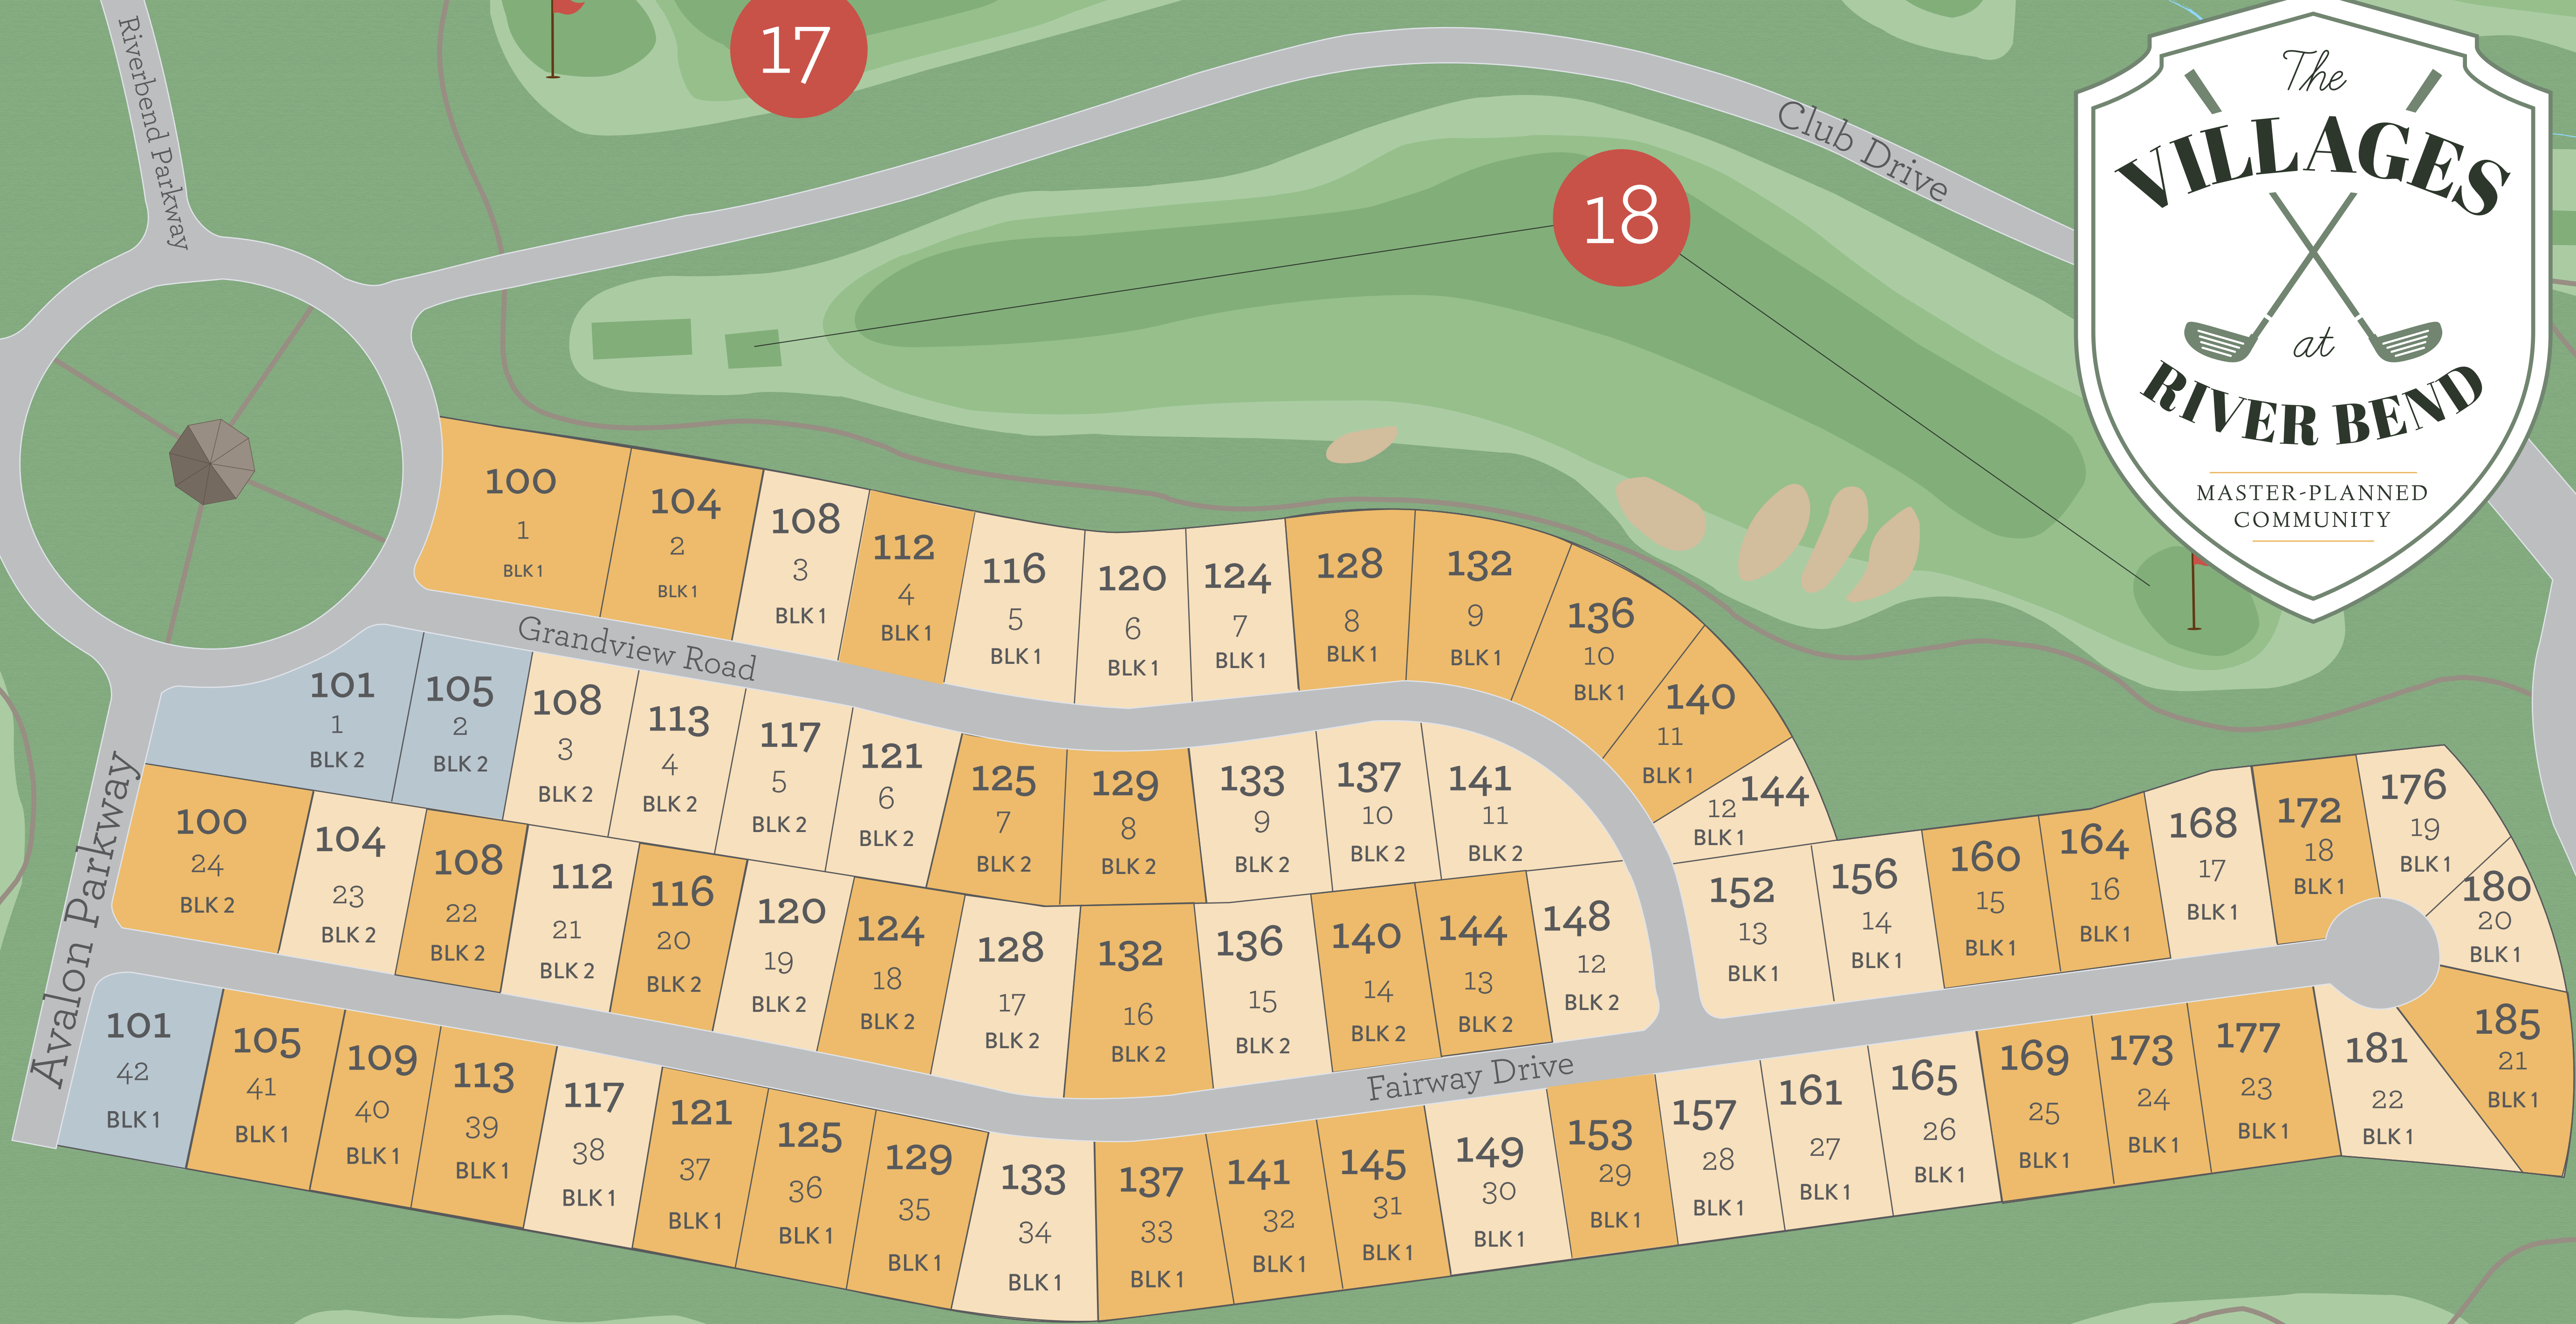 Riverbend Parkway
17
Club Drive
18
The
VILLAGES
at
RIVER BEND
MASTER-PLANNED
COMMUNITY
100
1
BLK 1
104
2
BLK 1
108
3
BLK 1
112
4
BLK 1
116
5
BLK 1
120
6
BLK 1
124
7
BLK 1
128
8
BLK 1
132
9
BLK 1
136
10
BLK 1
140
11
BLK 1
144
12
BLK 1
Grandview Road
101
1
BLK 2
105
2
BLK 2
108
3
BLK 2
113
4
BLK 2
117
5
BLK 2
121
6
BLK 2
125
7
BLK 2
129
8
BLK 2
133
9
BLK 2
137
10
BLK 2
141
11
BLK 2
Avalon Parkway
100
24
BLK 2
104
23
BLK 2
108
22
BLK 2
112
21
BLK 2
116
20
BLK 2
120
19
BLK 2
124
18
BLK 2
128
17
BLK 2
132
16
BLK 2
136
15
BLK 2
140
14
BLK 2
144
13
BLK 2
148
12
BLK 2
152
13
BLK 1
156
14
BLK 1
160
15
BLK 1
164
16
BLK 1
168
17
BLK 1
172
18
BLK 1
176
19
BLK 1
180
20
BLK 1
Fairway Drive
101
42
BLK 1
105
41
BLK 1
109
40
BLK 1
113
39
BLK 1
117
38
BLK 1
121
37
BLK 1
125
36
BLK 1
129
35
BLK 1
133
34
BLK 1
137
33
BLK 1
141
32
BLK 1
145
31
BLK 1
149
30
BLK 1
153
29
BLK 1
157
28
BLK 1
161
27
BLK 1
165
26
BLK 1
169
25
BLK 1
173
24
BLK 1
177
23
BLK 1
181
22
BLK 1
185
21
BLK 1